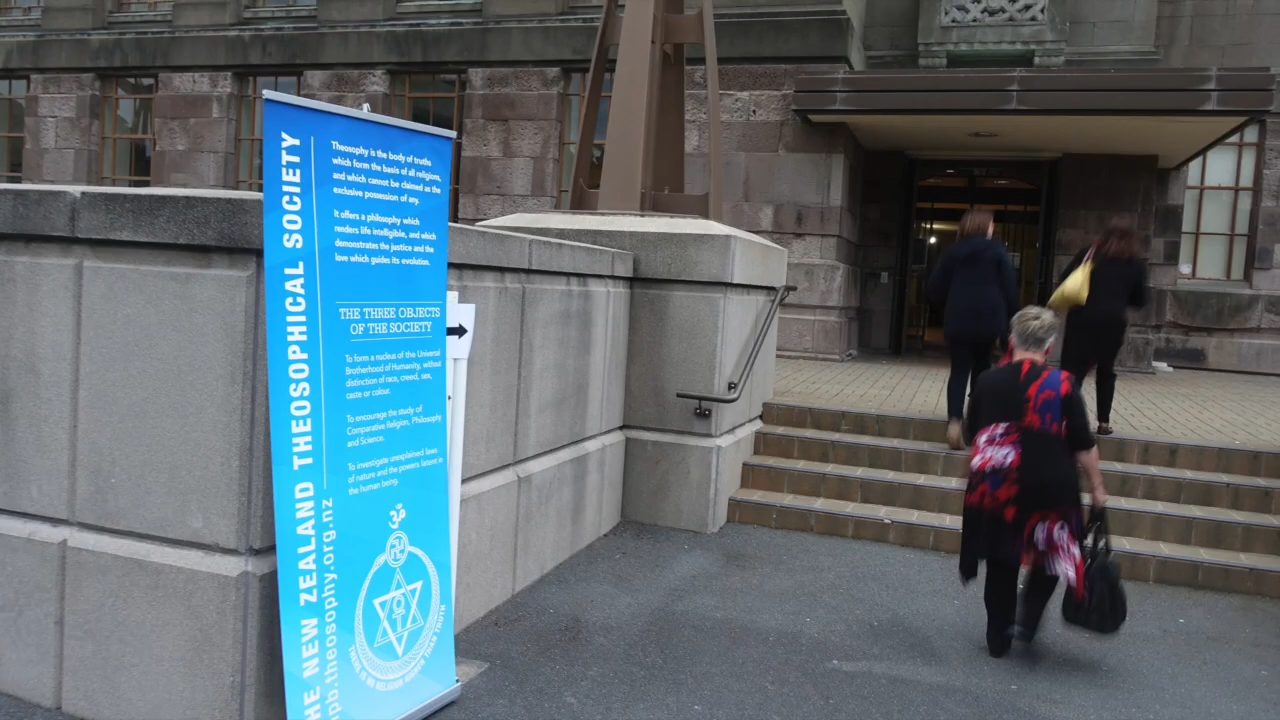 THE NEW ZEALAND THEOSOPHICAL SOCIETY
pb.theosophy.org.nz
Theosophy is the body of truths
which form the basis of all religions,
and which cannot be claimed as the
exclusive possession of any.
It offers a philosophy which
renders life intelligible, and which
demonstrates the justice and the
love which guides its evolution.
THE THREE OBJECTS
OF THE SOCIETY
To form a nucleus of the Universal
Brotherhood of Humanity, without
distinction of race, creed, sex,
caste or colour.
To encourage the study of
Comparative Religion, Philosophy
and Science.
To investigate unexplained laws
of nature and the powers latent in
the human being.
ॐ
THERE IS NO RELIGION HIGHER THAN TRUTH